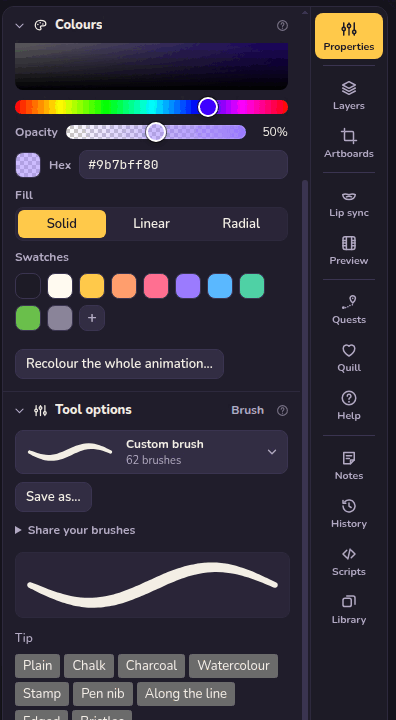 Colours
Opacity 50%
Hex #9b7bff80
Fill
Solid Linear Radial
Swatches
+
Recolour the whole animation...
Tool options Brush
Custom brush
62 brushes
Save as...
Share your brushes
Tip
Plain Chalk Charcoal Watercolour
Stamp Pen nib Along the line
Edged Bristles
Properties
Layers
Artboards
Lip sync
Preview
Quests
Quill
Help
Notes
History
Scripts
Library